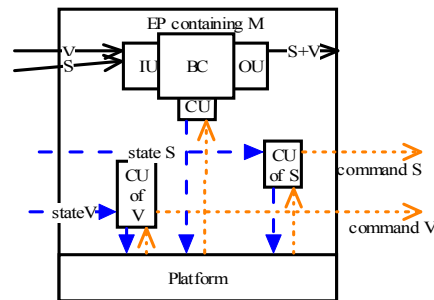 EP containing M
V
S
IU
BC
OU
S+V
CU
state S
CU
of S
command S
CU
of
V
stateV
command V
Platform